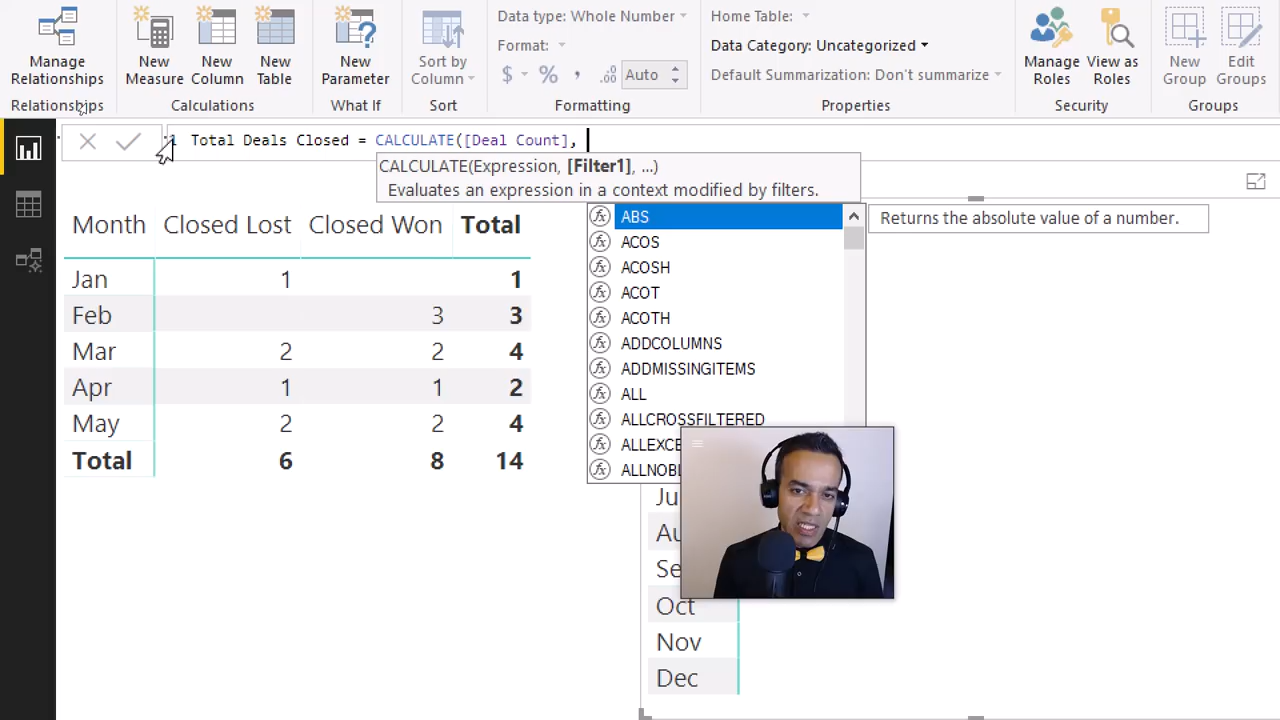 Manage Relationships
New Measure
New Column
New Table
New Parameter
Sort by Column
Data type: Whole Number
Format:
$ % , .00 Auto
Home Table:
Data Category: Uncategorized
Default Summarization: Don't summarize
Manage Roles
View as Roles
New Group
Edit Groups
Relationships
Calculations
What If
Sort
Formatting
Properties
Security
Groups
1 Total Deals Closed = CALCULATE([Deal Count],
CALCULATE(Expression, [Filter1], ...)
Evaluates an expression in a context modified by filters.
ABS
Returns the absolute value of a number.
ACOS
ACOSH
ACOT
ACOTH
ADDCOLUMNS
ADDMISSINGITEMS
ALL
ALLCROSSFILTERED
ALLEXCE
ALLNOBL
Month Closed Lost Closed Won Total
Jan 1 1
Feb 3 3
Mar 2 2 4
Apr 1 1 2
May 2 2 4
Total 6 8 14
Ju
Au
Se
Oct
Nov
Dec